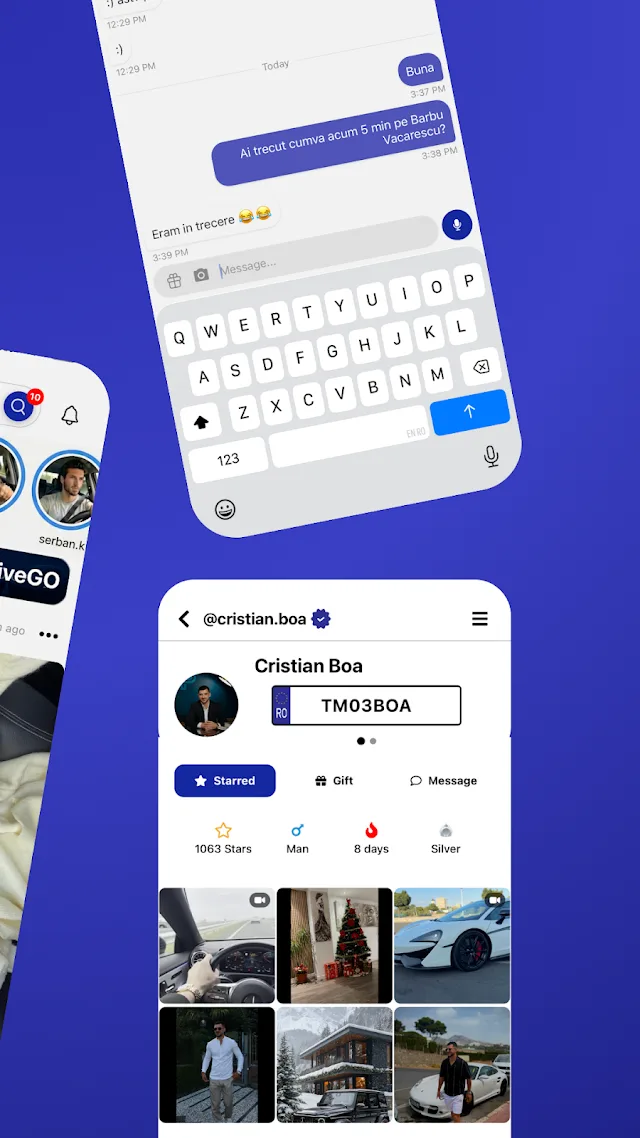 12:29 PM
:)
12:29 PM
Today
Buna
3:37 PM
Ai trecut cumva acum 5 min pe Barbu
Vacarescu?
3:38 PM
Eram in trecere 😂😂
3:39 PM
Message...
Q W E R T Y U I O P
A S D F G H J K L
Z X C V B N M
123
EN RO
10
serban.k
iveGO
ago
@cristian.boa
Cristian Boa
RO
TM03BOA
Starred
Gift
Message
1063 Stars
Man
8 days
Silver